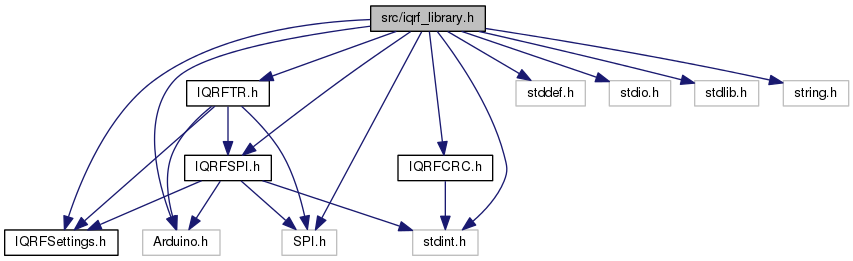 src/iqrf_library.h
IQRFTR.h
stddef.h
stdio.h
stdlib.h
string.h
IQRFSPI.h
IQRFCRC.h
IQRFSettings.h
Arduino.h
SPI.h
stdint.h